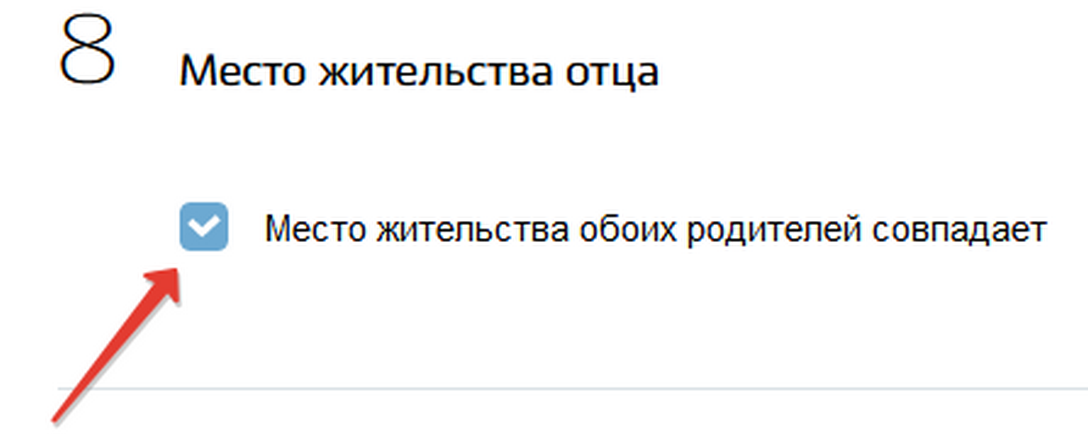 8 Место жительства отца
Место жительства обоих родителей совпадает